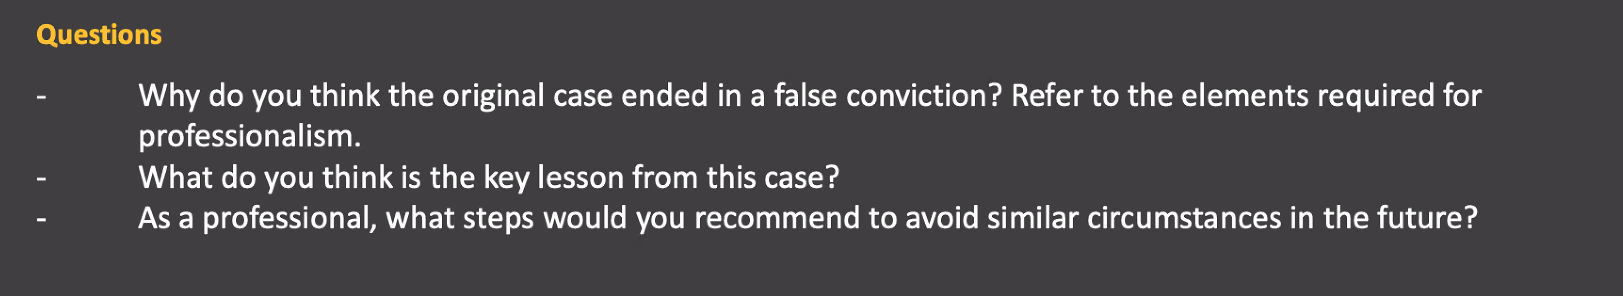 Questions
- Why do you think the original case ended in a false conviction? Refer to the elements required for
professionalism.
- What do you think is the key lesson from this case?
- As a professional, what steps would you recommend to avoid similar circumstances in the future?